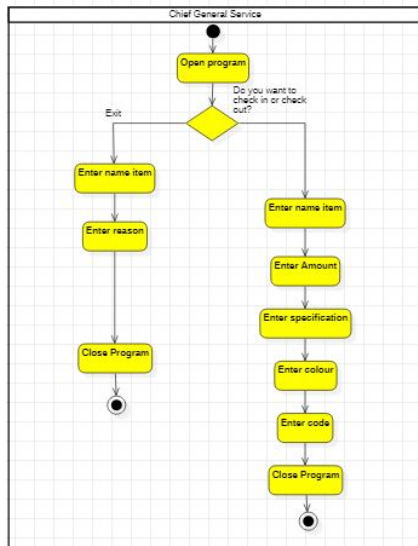 Chief General Service
Open program
Do you want to
check in or check
out?
Exit
Enter name item
Enter reason
Close Program
Enter name item
Enter Amount
Enter specification
Enter colour
Enter code
Close Program